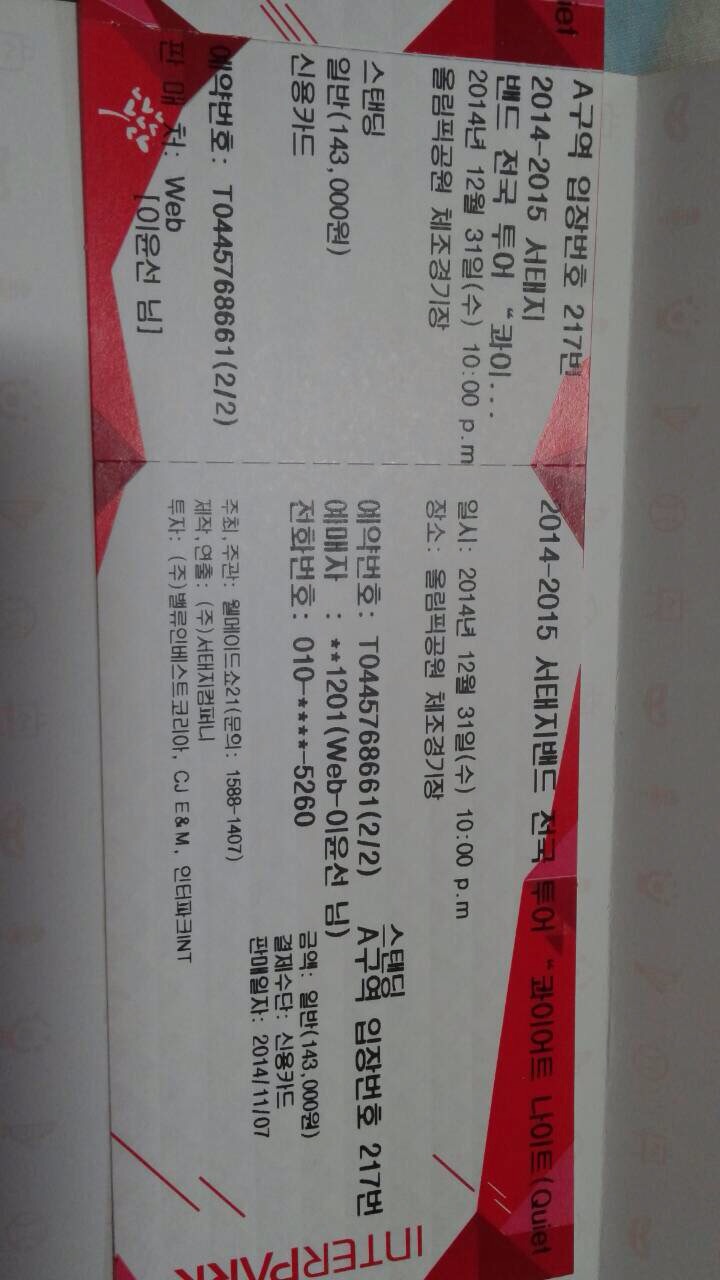 A구역 입장번호 217번
2014-2015 서태지
밴드 전국 투어 “콰이...
2014년 12월 31일(수) 10:00 p.m
올림픽공원 체조경기장
스탠딩
일반(143,000원)
신용카드
예약번호: T0445768661(2/2)
판 매 처: Web
[이윤선 님]
2014-2015 서태지밴드 전국 투어 “콰이어트 나이트(Quiet
일시: 2014년 12월 31일(수) 10:00 p.m
장소: 올림픽공원 체조경기장
예약번호: T0445768661(2/2)
예매자 : **1201(Web-이윤선 님)
전화번호: 010-****-5260
스탠딩
A구역 입장번호 217번
금액: 일반(143,000원)
결제수단: 신용카드
판매일자: 2014/11/07
주최,주관: 웰메이드쇼21(문의: 1588-1407)
제작,연출: (주)서태지컴퍼니
투자: (주)밸류인베스트코리아, CJ E&M, 인터파크INT
INTERPARK
Quiet